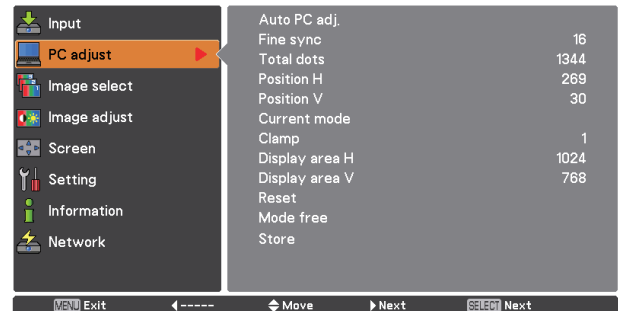 Input
PC adjust
Image select
Image adjust
Screen
Setting
Information
Network
Auto PC adj.
Fine sync 16
Total dots 1344
Position H 269
Position V 30
Current mode
Clamp 1
Display area H 1024
Display area V 768
Reset
Mode free
Store
MENU Exit ----- Move Next SELECT Next